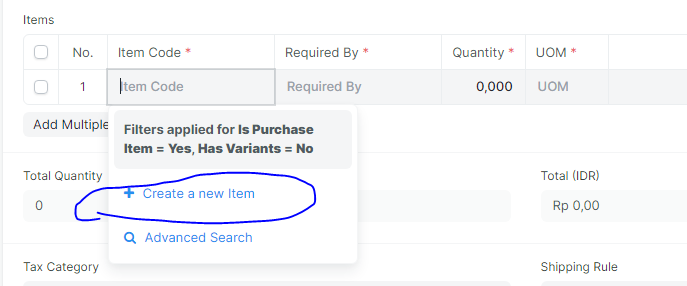 Items
No. Item Code * Required By * Quantity * UOM *
1 Item Code Required By 0,000 UOM
Add Multiple
Filters applied for Is Purchase
Item = Yes, Has Variants = No
Total Quantity Total (IDR)
Create a new Item
0 Rp 0,00
Advanced Search
Tax Category Shipping Rule